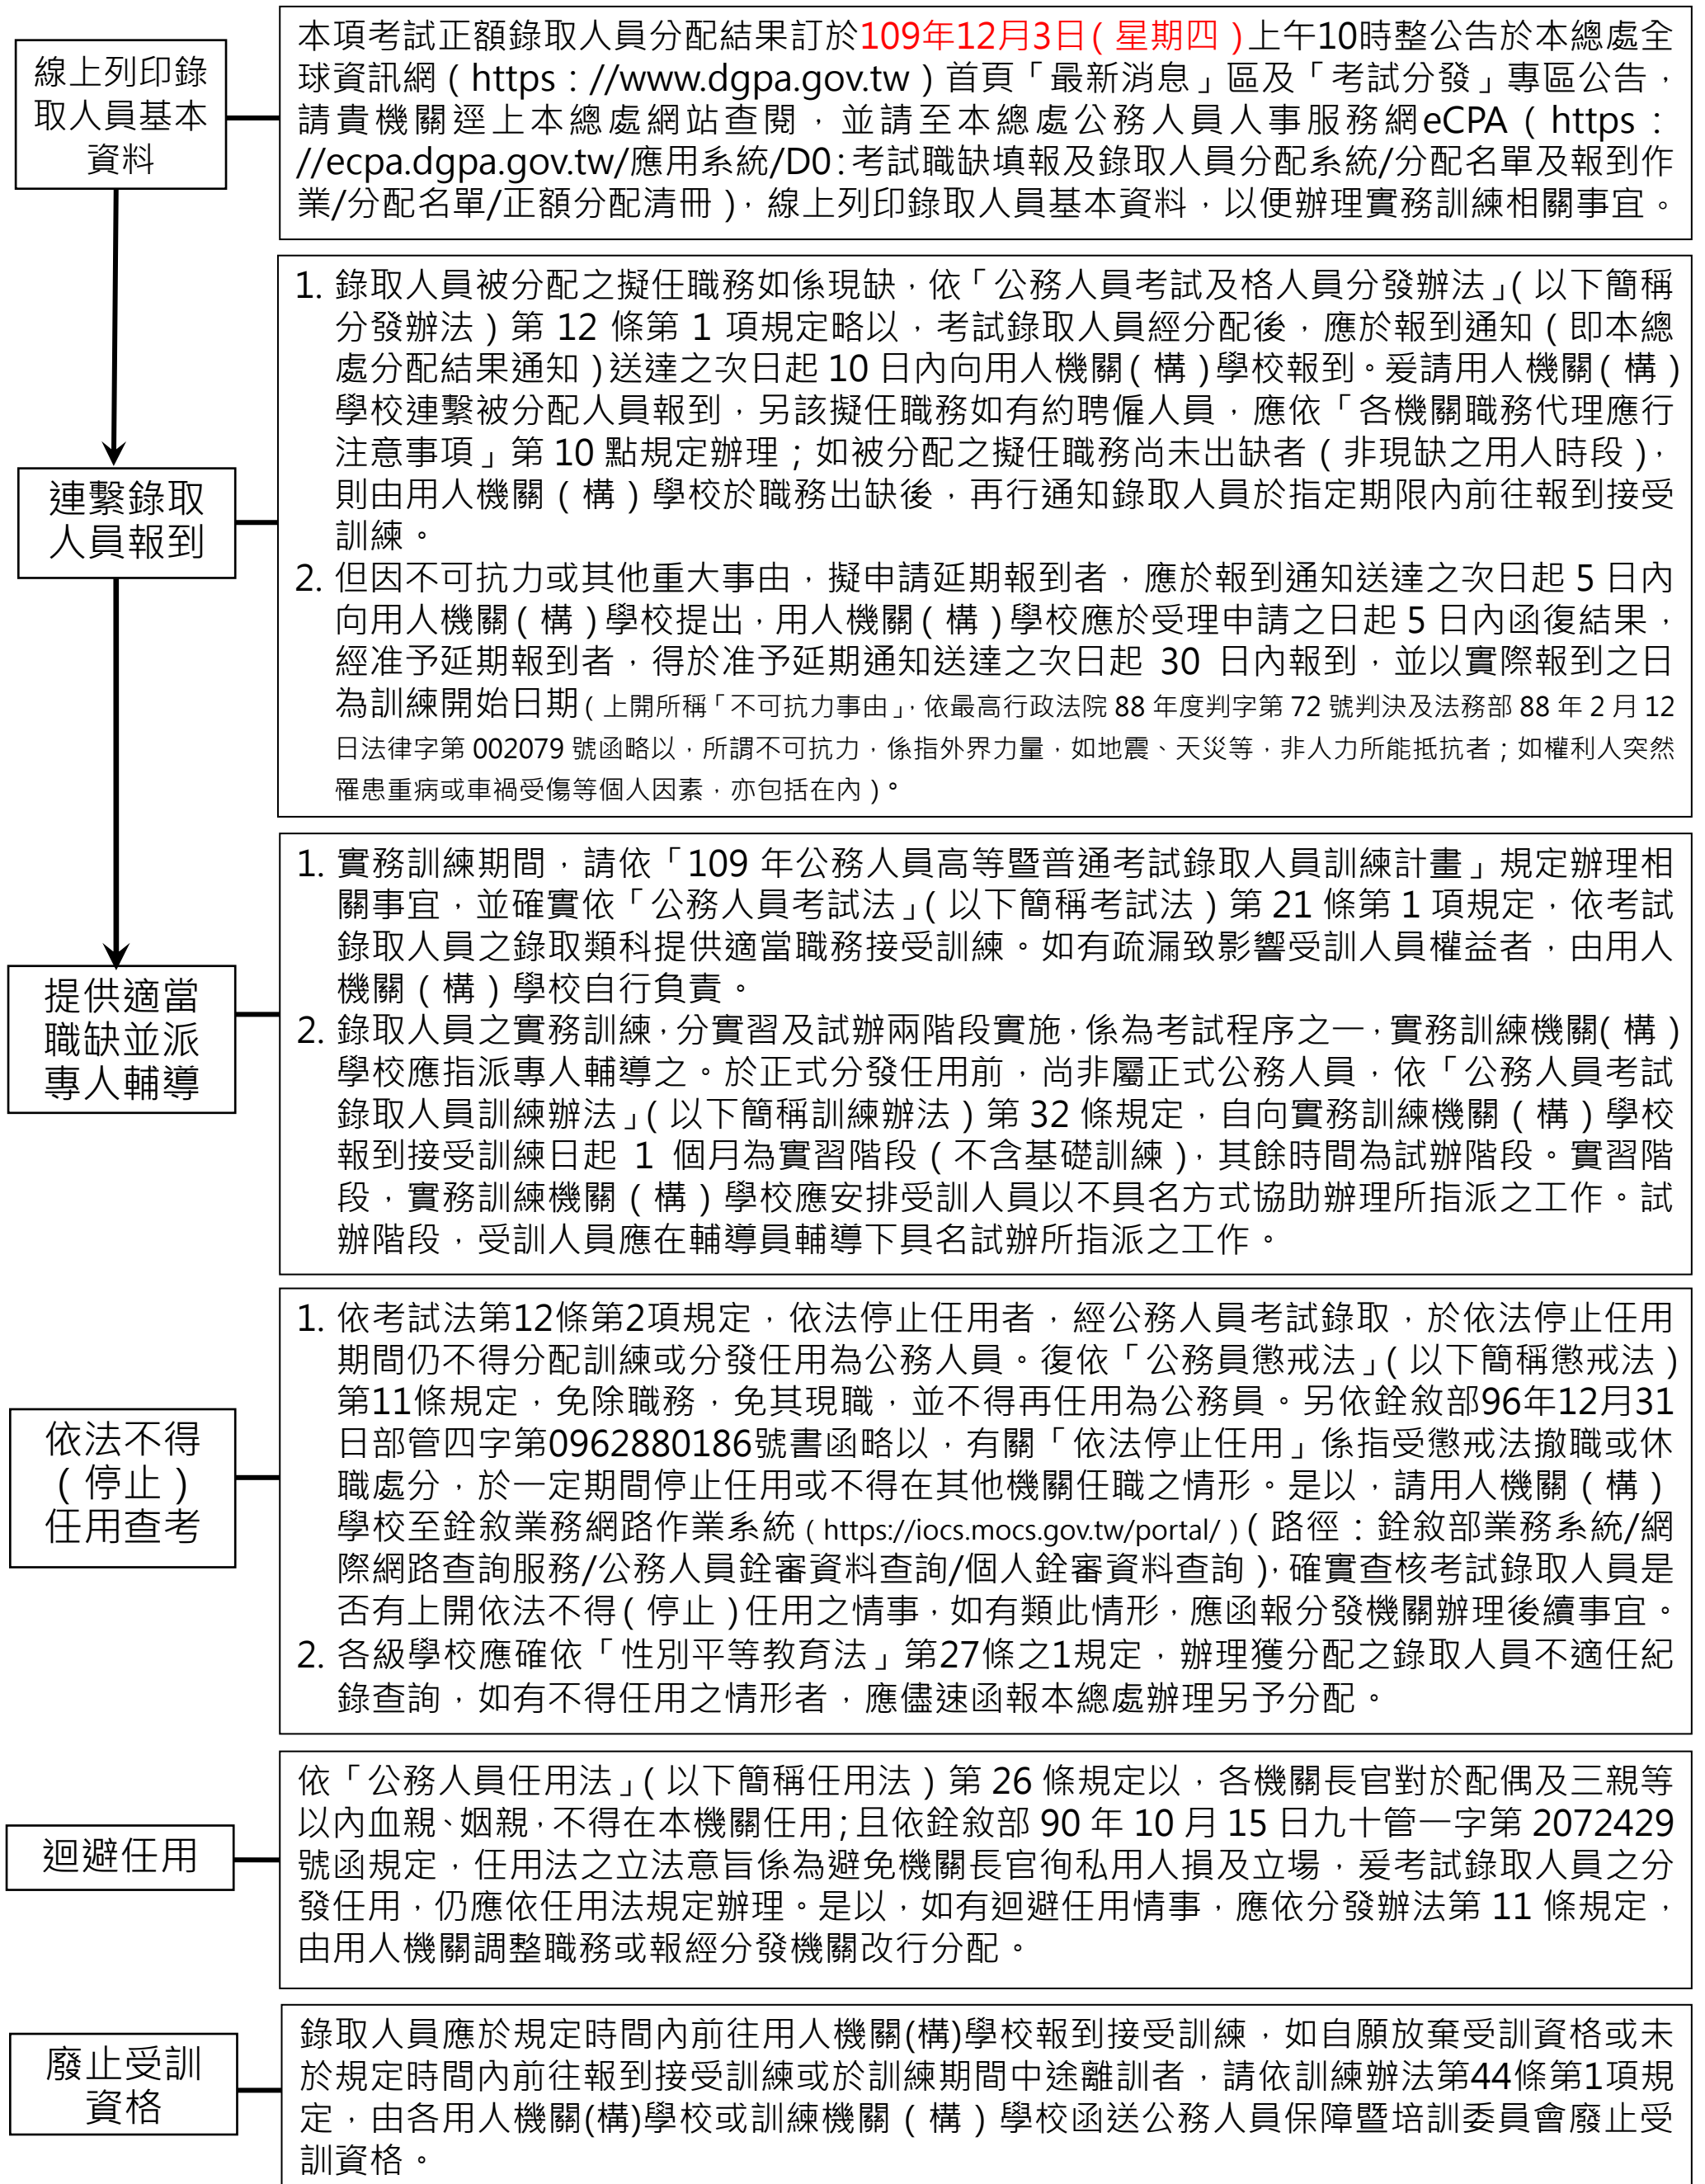 線上列印錄
取人員基本
資料
本項考試正額錄取人員分配結果訂於109年12月3日(星期四)上午10時整公告於本總處全
球資訊網(https：//www.dgpa.gov.tw)首頁「最新消息」區及「考試分發」專區公告，
請貴機關逕上本總處網站查閱，並請至本總處公務人員人事服務網eCPA(https：
//ecpa.dgpa.gov.tw/應用系統/D0:考試職缺填報及錄取人員分配系統/分配名單及報到作
業/分配名單/正額分配清冊)，線上列印錄取人員基本資料，以便辦理實務訓練相關事宜。
連繫錄取
人員報到
1. 錄取人員被分配之擬任職務如係現缺，依「公務人員考試及格人員分發辦法」(以下簡稱
分發辦法)第 12 條第 1 項規定略以，考試錄取人員經分配後，應於報到通知(即本總
處分配結果通知)送達之次日起 10 日內向用人機關(構)學校報到。爰請用人機關(構)
學校連繫被分配人員報到，另該擬任職務如有約聘僱人員，應依「各機關職務代理應行
注意事項」第 10 點規定辦理；如被分配之擬任職務尚未出缺者(非現缺之用人時段)，
則由用人機關(構)學校於職務出缺後，再行通知錄取人員於指定期限內前往報到接受
訓練。
2. 但因不可抗力或其他重大事由，擬申請延期報到者，應於報到通知送達之次日起 5 日內
向用人機關(構)學校提出，用人機關(構)學校應於受理申請之日起 5 日內函復結果，
經准予延期報到者，得於准予延期通知送達之次日起 30 日內報到，並以實際報到之日
為訓練開始日期(上開所稱「不可抗力事由」，依最高行政法院 88 年度判字第 72 號判決及法務部 88 年 2 月 12
日法律字第 002079 號函略以，所謂不可抗力，係指外界力量，如地震、天災等，非人力所能抵抗者；如權利人突然
罹患重病或車禍受傷等個人因素，亦包括在內)。
提供適當
職缺並派
專人輔導
1. 實務訓練期間，請依「109 年公務人員高等暨普通考試錄取人員訓練計畫」規定辦理相
關事宜，並確實依「公務人員考試法」(以下簡稱考試法)第 21 條第 1 項規定，依考試
錄取人員之錄取類科提供適當職務接受訓練。如有疏漏致影響受訓人員權益者，由用人
機關(構)學校自行負責。
2. 錄取人員之實務訓練，分實習及試辦兩階段實施，係為考試程序之一，實務訓練機關(構)
學校應指派專人輔導之。於正式分發任用前，尚非屬正式公務人員，依「公務人員考試
錄取人員訓練辦法」(以下簡稱訓練辦法)第 32 條規定，自向實務訓練機關(構)學校
報到接受訓練日起 1 個月為實習階段(不含基礎訓練)，其餘時間為試辦階段。實習階
段，實務訓練機關(構)學校應安排受訓人員以不具名方式協助辦理所指派之工作。試
辦階段，受訓人員應在輔導員輔導下具名試辦所指派之工作。
依法不得
(停止)
任用查考
1. 依考試法第12條第2項規定，依法停止任用者，經公務人員考試錄取，於依法停止任用
期間仍不得分配訓練或分發任用為公務人員。復依「公務員懲戒法」(以下簡稱懲戒法)
第11條規定，免除職務，免其現職，並不得再任用為公務員。另依銓敘部96年12月31
日部管四字第0962880186號書函略以，有關「依法停止任用」係指受懲戒法撤職或休
職處分，於一定期間停止任用或不得在其他機關任職之情形。是以，請用人機關(構)
學校至銓敘業務網路作業系統(https://iocs.mocs.gov.tw/portal/)(路徑：銓敘部業務系統/網
際網路查詢服務/公務人員銓審資料查詢/個人銓審資料查詢)，確實查核考試錄取人員是
否有上開依法不得(停止)任用之情事，如有類此情形，應函報分發機關辦理後續事宜。
2. 各級學校應確依「性別平等教育法」第27條之1規定，辦理獲分配之錄取人員不適任紀
錄查詢，如有不得任用之情形者，應儘速函報本總處辦理另予分配。
迴避任用
依「公務人員任用法」(以下簡稱任用法)第 26 條規定以，各機關長官對於配偶及三親等
以內血親、姻親，不得在本機關任用;且依銓敘部 90 年 10 月 15 日九十管一字第 2072429
號函規定，任用法之立法意旨係為避免機關長官徇私用人損及立場，爰考試錄取人員之分
發任用，仍應依任用法規定辦理。是以，如有迴避任用情事，應依分發辦法第 11 條規定，
由用人機關調整職務或報經分發機關改行分配。
廢止受訓
資格
錄取人員應於規定時間內前往用人機關(構)學校報到接受訓練，如自願放棄受訓資格或未
於規定時間內前往報到接受訓練或於訓練期間中途離訓者，請依訓練辦法第44條第1項規
定，由各用人機關(構)學校或訓練機關(構)學校函送公務人員保障暨培訓委員會廢止受
訓資格。